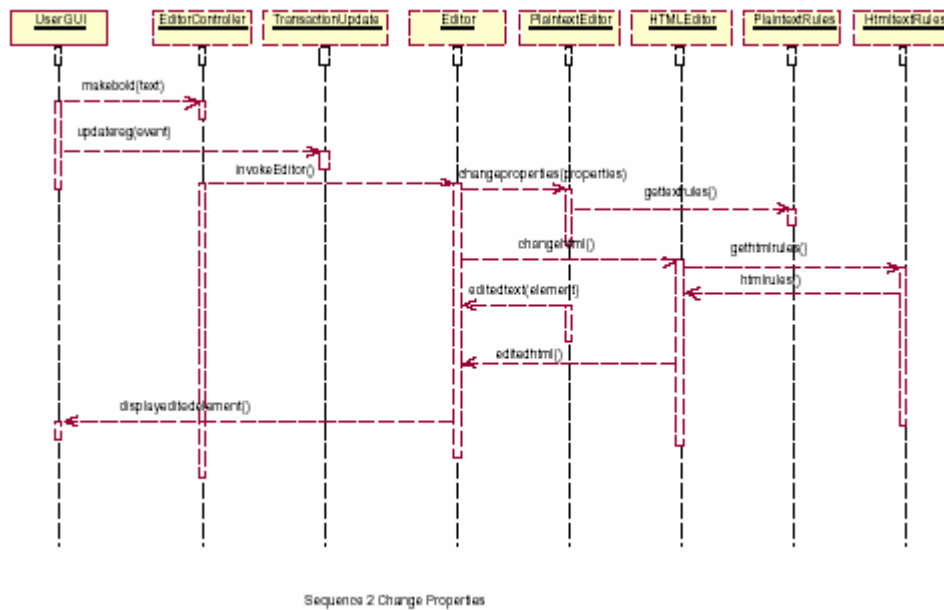 UserGUI
EditorController
TransactionUpdate
Editor
PlaintextEditor
HTMLEditor
PlaintextRules
HtmltextRules
makebold(text)
updatereg(event)
invokeEditor()
changeproperties(properties)
gettextrules()
changehtml()
gethtmlrules()
htmlrules()
editedtext(element)
editedhtml()
displayeditedelement()
Sequence 2 Change Properties